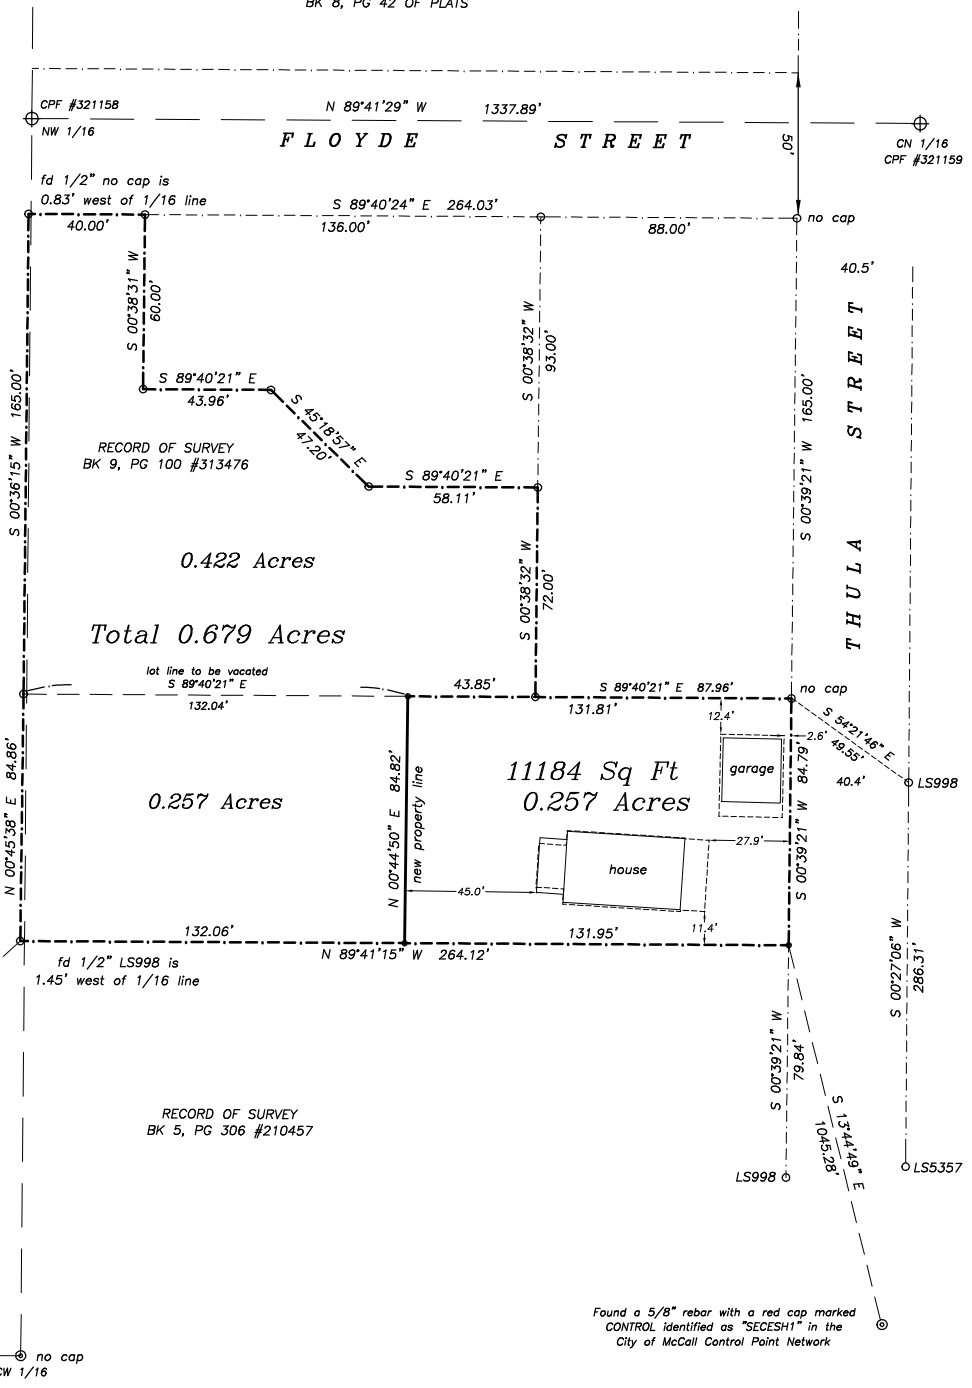 BK 8, PG 42 OF PLATS
CPF #321158
NW 1/16
N 89°41'29" W 1337.89'
FLOYDE STREET
CN 1/16
CPF #321159
50'
fd 1/2" no cap is
0.83' west of 1/16 line
S 89°40'24" E 264.03'
40.00'
136.00'
88.00'
no cap
40.5'
S 00°38'31" W
60.00'
S 00°38'32" W
93.00'
THULA STREET
S 89°40'21" E
43.96'
S 45°18'57" E
47.20'
S 00°36'15" W 165.00'
S 00°39'21" W 165.00'
RECORD OF SURVEY
BK 9, PG 100 #313476
S 89°40'21" E
58.11'
0.422 Acres
S 00°38'32" W
72.00'
Total 0.679 Acres
lot line to be vacated
S 89°40'21" E
132.04'
43.85'
S 89°40'21" E 87.96'
131.81'
no cap
12.4'
2.6'
S 54°21'46" E
49.55'
40.4'
LS998
N 00°45'38" E 84.86'
N 00°44'50" E 84.82'
new property line
S 00°39'21" W 84.79'
0.257 Acres
11184 Sq Ft
0.257 Acres
garage
house
27.9'
45.0'
11.4'
132.06'
131.95'
N 89°41'15" W 264.12'
fd 1/2" LS998 is
1.45' west of 1/16 line
S 00°27'06" W
286.31'
S 00°39'21" W
79.84'
S 13°44'49" E
1045.28'
RECORD OF SURVEY
BK 5, PG 306 #210457
LS998
LS5357
Found a 5/8" rebar with a red cap marked
CONTROL identified as "SECESH1" in the
City of McCall Control Point Network
no cap
CW 1/16